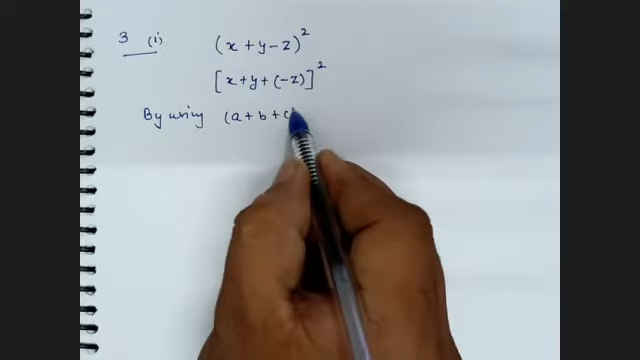 3 (i) (x + y - z)²
[x + y + (-z)]²
By using (a + b + c